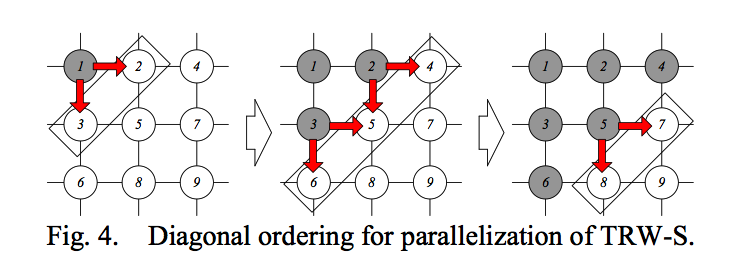 1 2 4 1 2 4 1 2 4
3 5 7 3 5 7 3 5 7
6 8 9 6 8 9 6 8 9
Fig. 4. Diagonal ordering for parallelization of TRW-S.